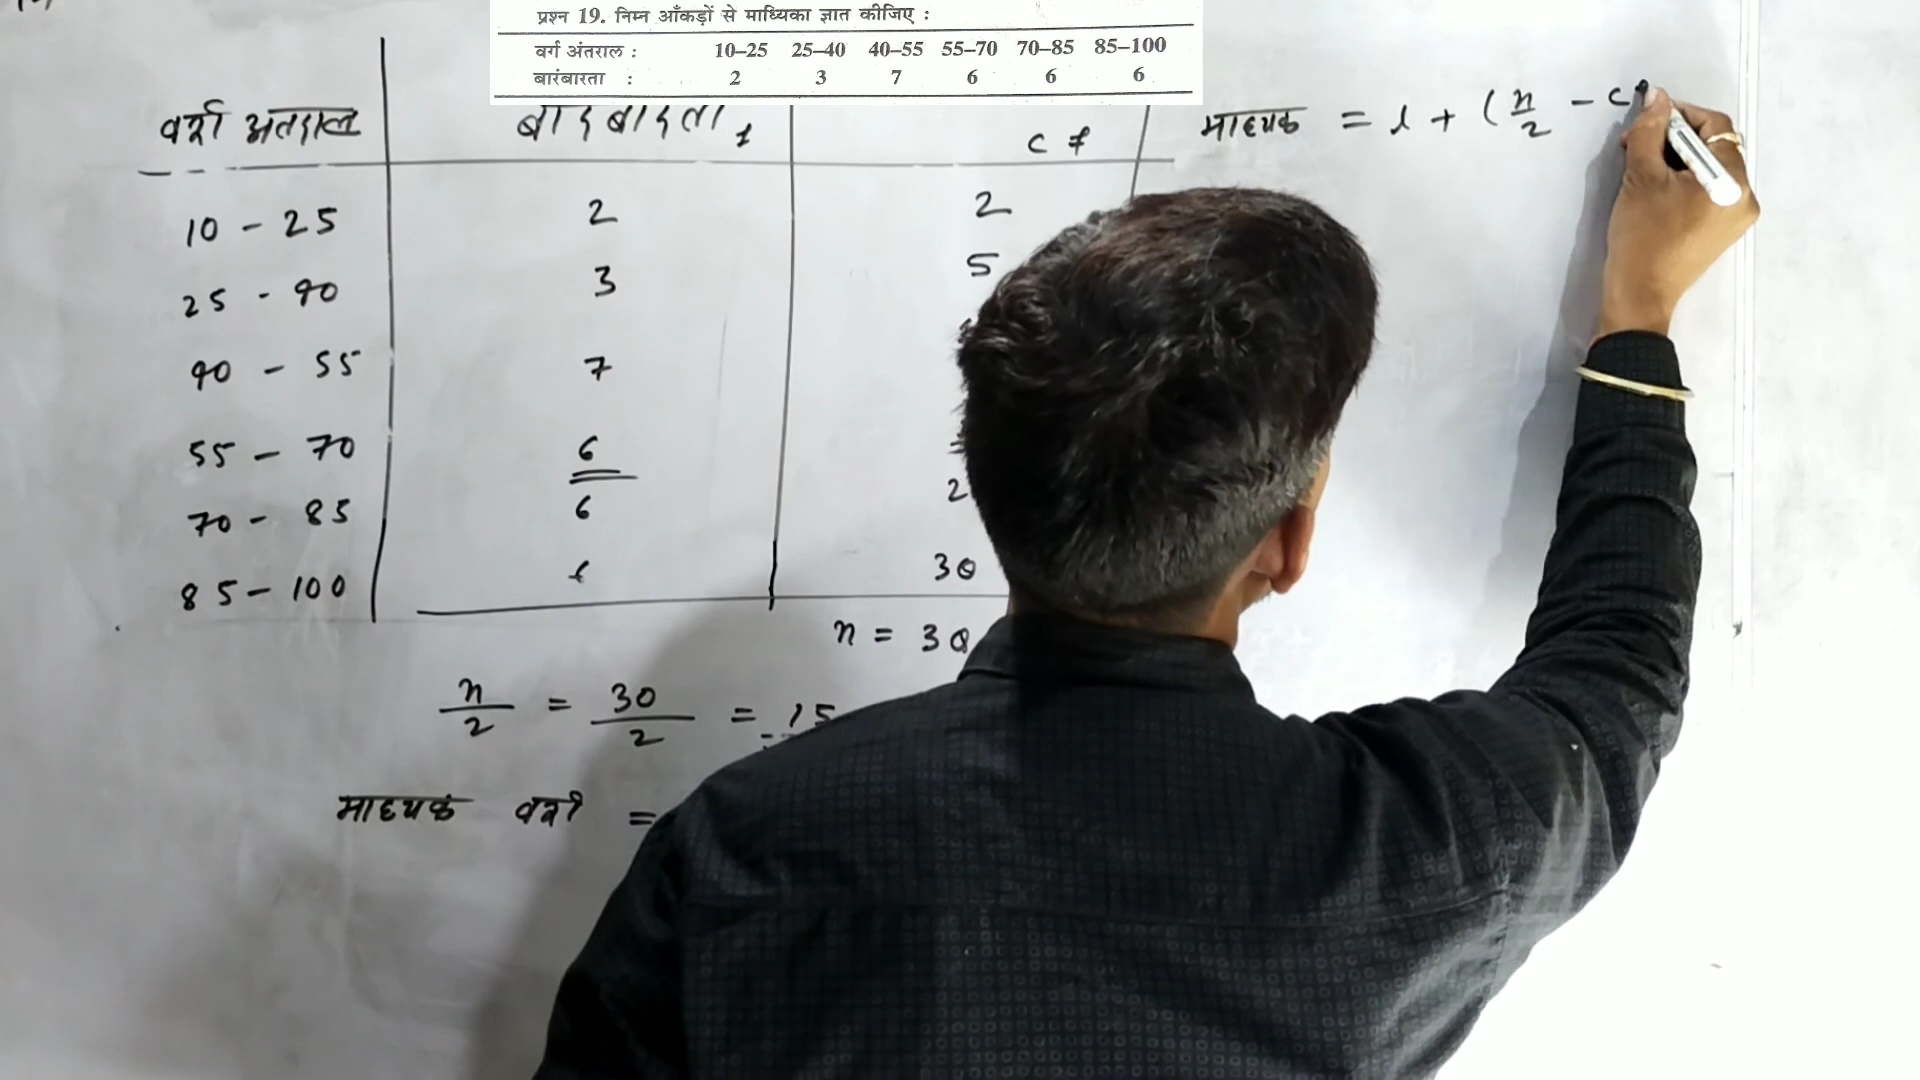 प्रश्न 19. निम्न आँकड़ों से माध्यिका ज्ञात कीजिए :
वर्ग अंतराल : 10–25 25–40 40–55 55–70 70–85 85–100
बारंबारता : 2 3 7 6 6 6
वर्ग अंतराल बारंबारता f c f
माध्यक = l + ( n/2 - c
10 - 25 2 2
25 - 40 3 5
40 - 55 7
55 - 70 6
70 - 85 6 2
85 - 100 6 30
n = 30
n/2 = 30/2 = 15
माध्यक वर्ग =